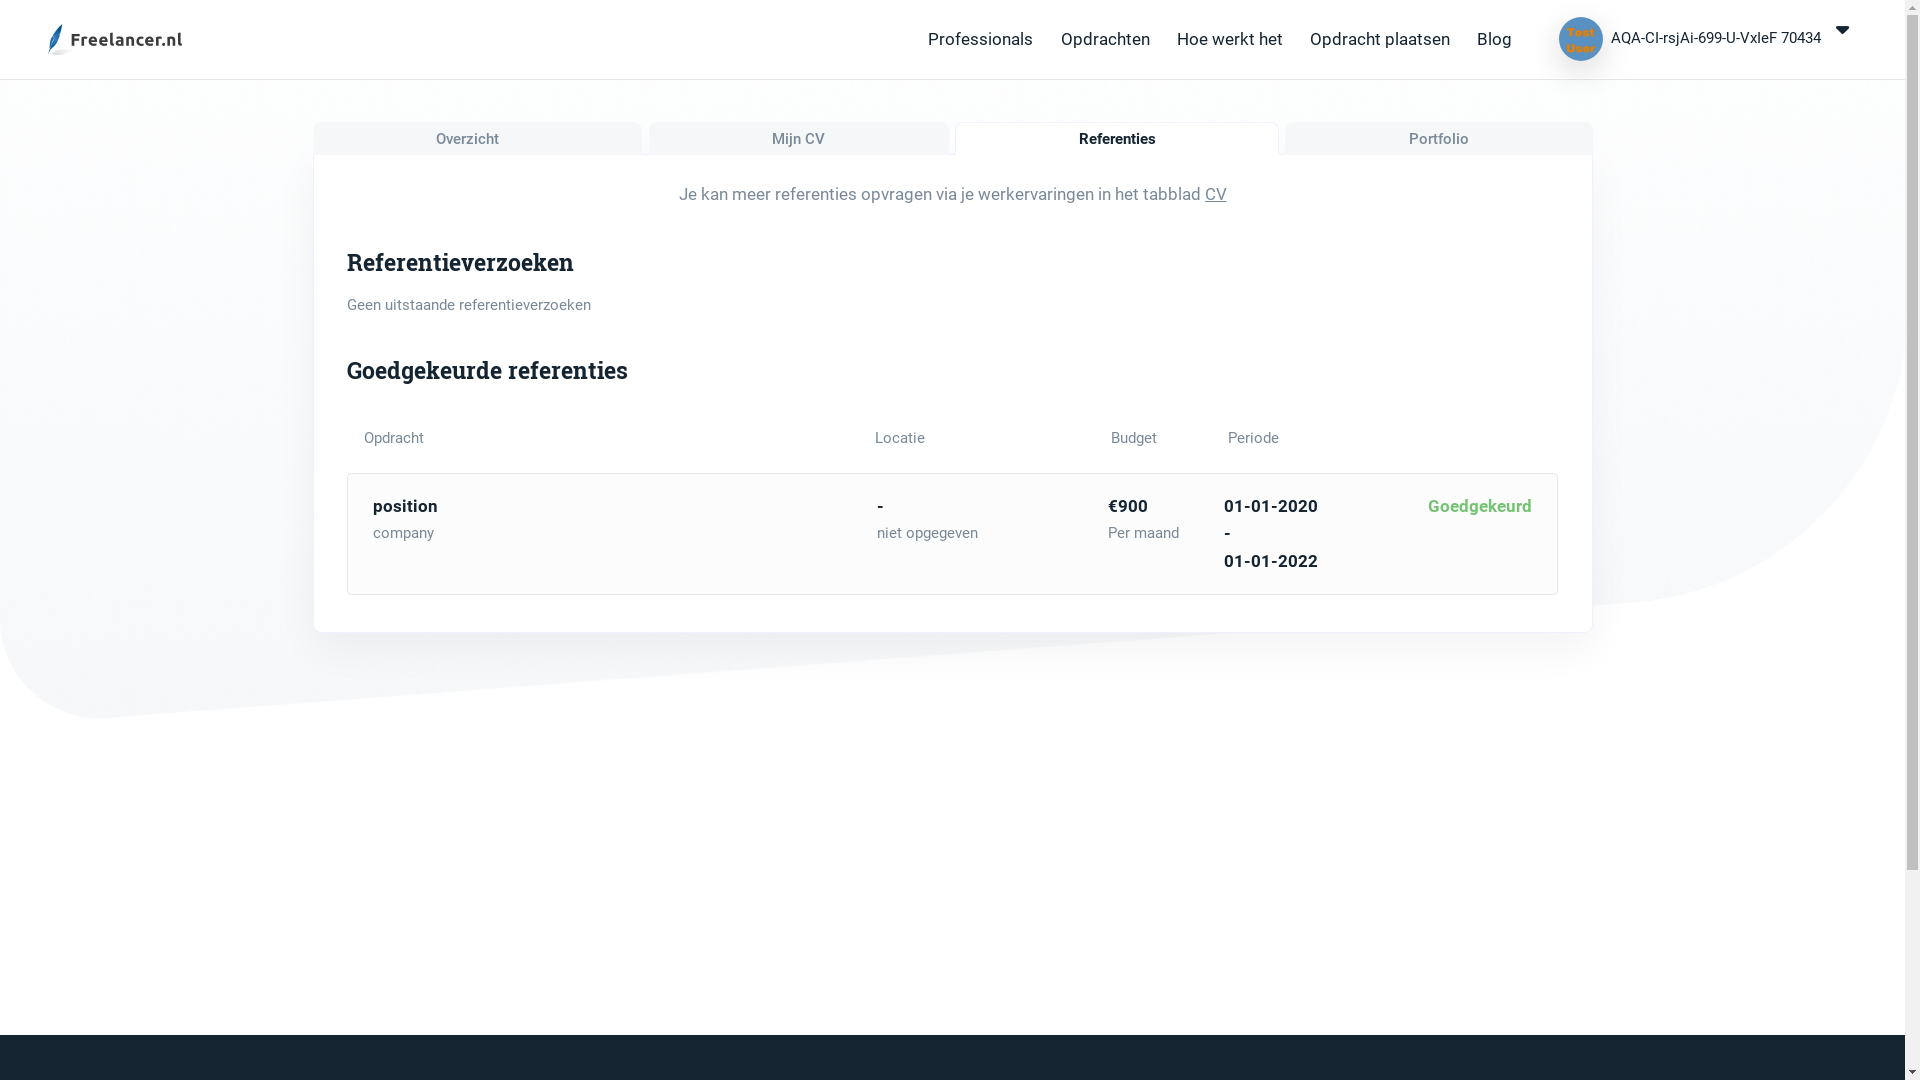 Freelancer.nl
Professionals
Opdrachten
Hoe werkt het
Opdracht plaatsen
Blog
Test
User
AQA-CI-rsjAi-699-U-VxIeF 70434
Overzicht
Mijn CV
Referenties
Portfolio
Je kan meer referenties opvragen via je werkervaringen in het tabblad CV
Referentieverzoeken
Geen uitstaande referentieverzoeken
Goedgekeurde referenties
Opdracht
Locatie
Budget
Periode
position
company
-
niet opgegeven
€900
Per maand
01-01-2020
-
01-01-2022
Goedgekeurd